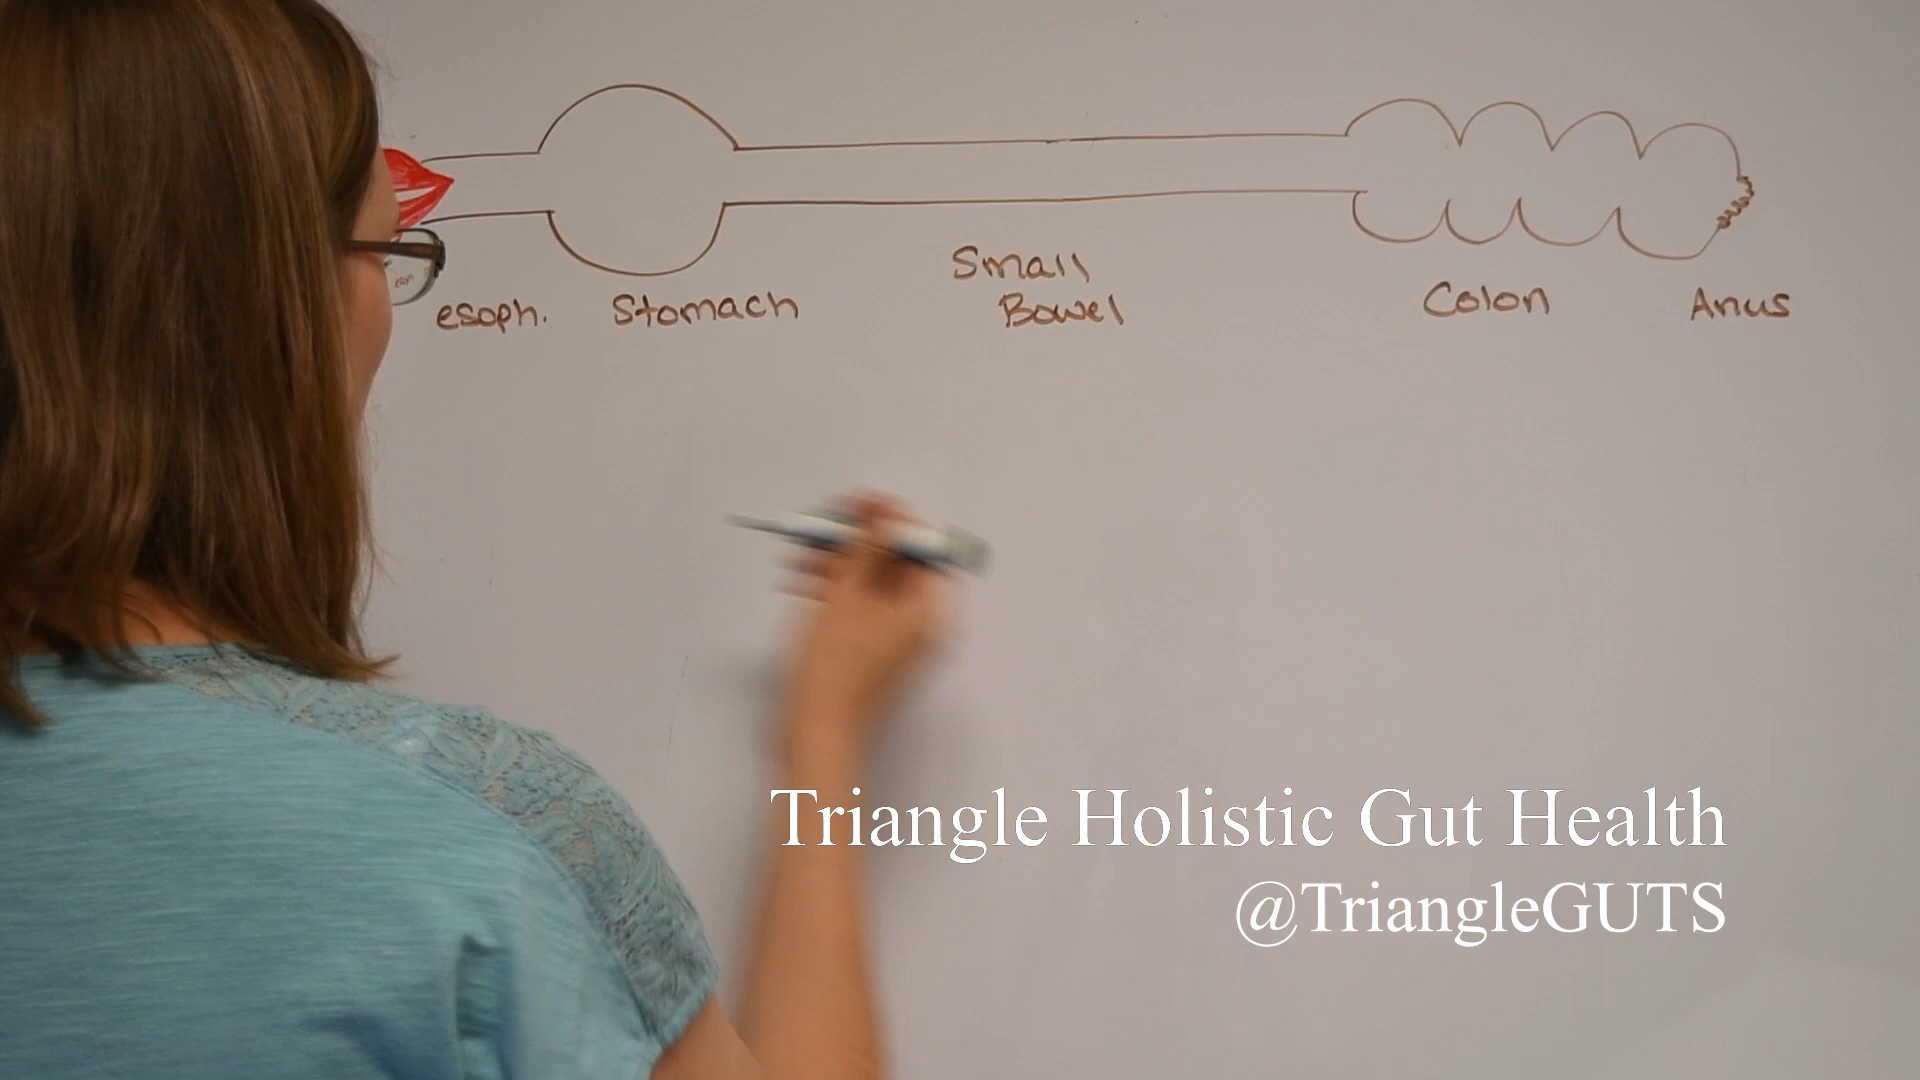 esoph.
Stomach
Small
Bowel
Colon
Anus
Triangle Holistic Gut Health
@TriangleGUTS